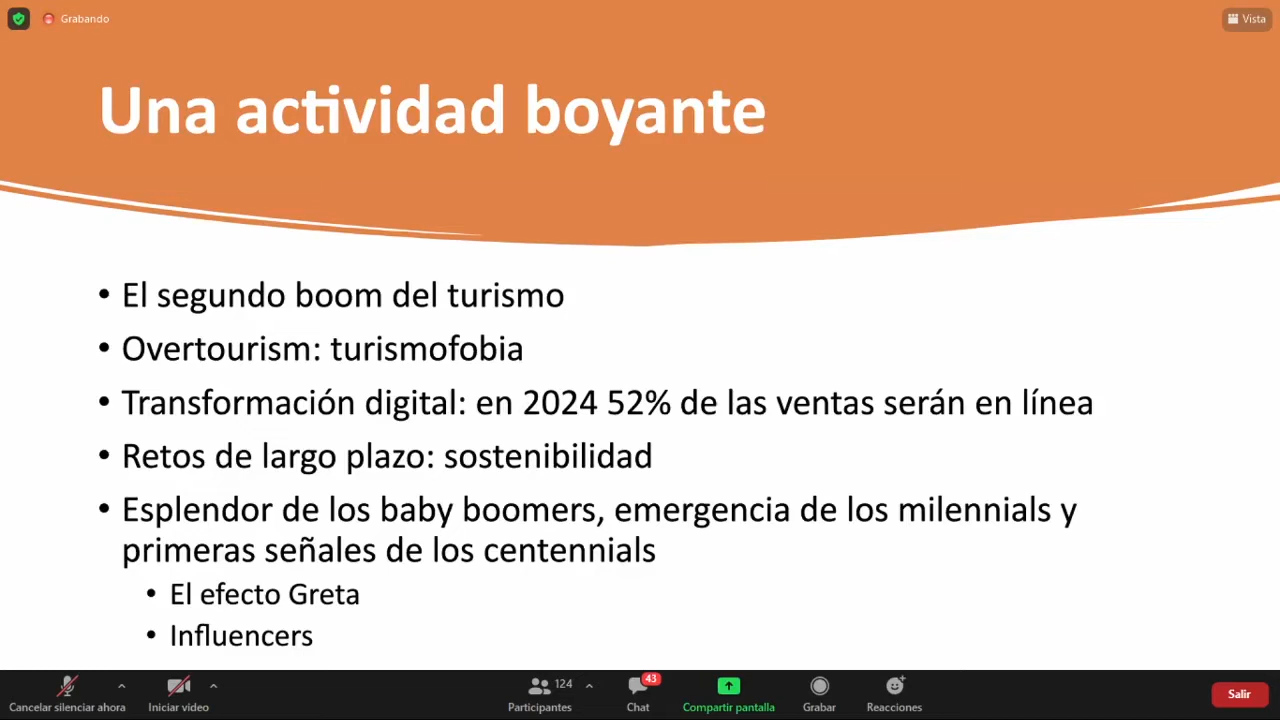 Grabando
Vista
Una actividad boyante
• El segundo boom del turismo
• Overtourism: turismofobia
• Transformación digital: en 2024 52% de las ventas serán en línea
• Retos de largo plazo: sostenibilidad
• Esplendor de los baby boomers, emergencia de los milennials y
primeras señales de los centennials
• El efecto Greta
• Influencers
124
43
Cancelar silenciar ahora
Iniciar video
Participantes
Chat
Compartir pantalla
Grabar
Reacciones
Salir